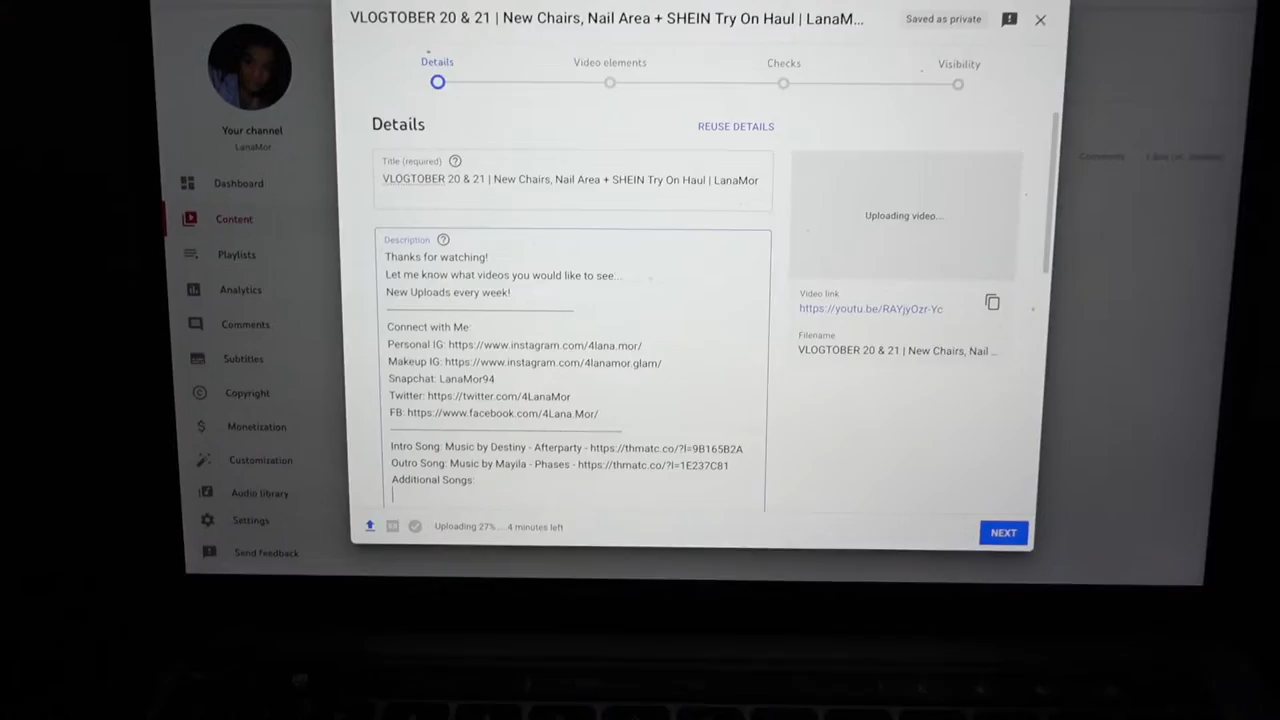 VLOGTOBER 20 & 21 | New Chairs, Nail Area + SHEIN Try On Haul | LanaM...
Saved as private
Details
Video elements
Checks
Visibility
Your channel
LanaMor
Dashboard
Content
Playlists
Analytics
Comments
Subtitles
Copyright
Monetization
Customization
Audio library
Settings
Send feedback
Details
REUSE DETAILS
Title (required)
VLOGTOBER 20 & 21 | New Chairs, Nail Area + SHEIN Try On Haul | LanaMor
Description
Thanks for watching!
Let me know what videos you would like to see...
New Uploads every week!
Connect with Me:
Personal IG: https://www.instagram.com/4lana.mor/
Makeup IG: https://www.instagram.com/4lanamor.glam/
Snapchat: LanaMor94
Twitter: https://twitter.com/4LanaMor
FB: https://www.facebook.com/4Lana.Mor/
Intro Song: Music by Destiny - Afterparty - https://thmatc.co/?l=9B165B2A
Outro Song: Music by Mayila - Phases - https://thmatc.co/?l=1E237C81
Additional Songs:
Uploading video...
Video link
https://youtu.be/RAYjyOzr-Yc
Filename
VLOGTOBER 20 & 21 | New Chairs, Nail ...
Uploading 27% ... 4 minutes left
NEXT
Comments